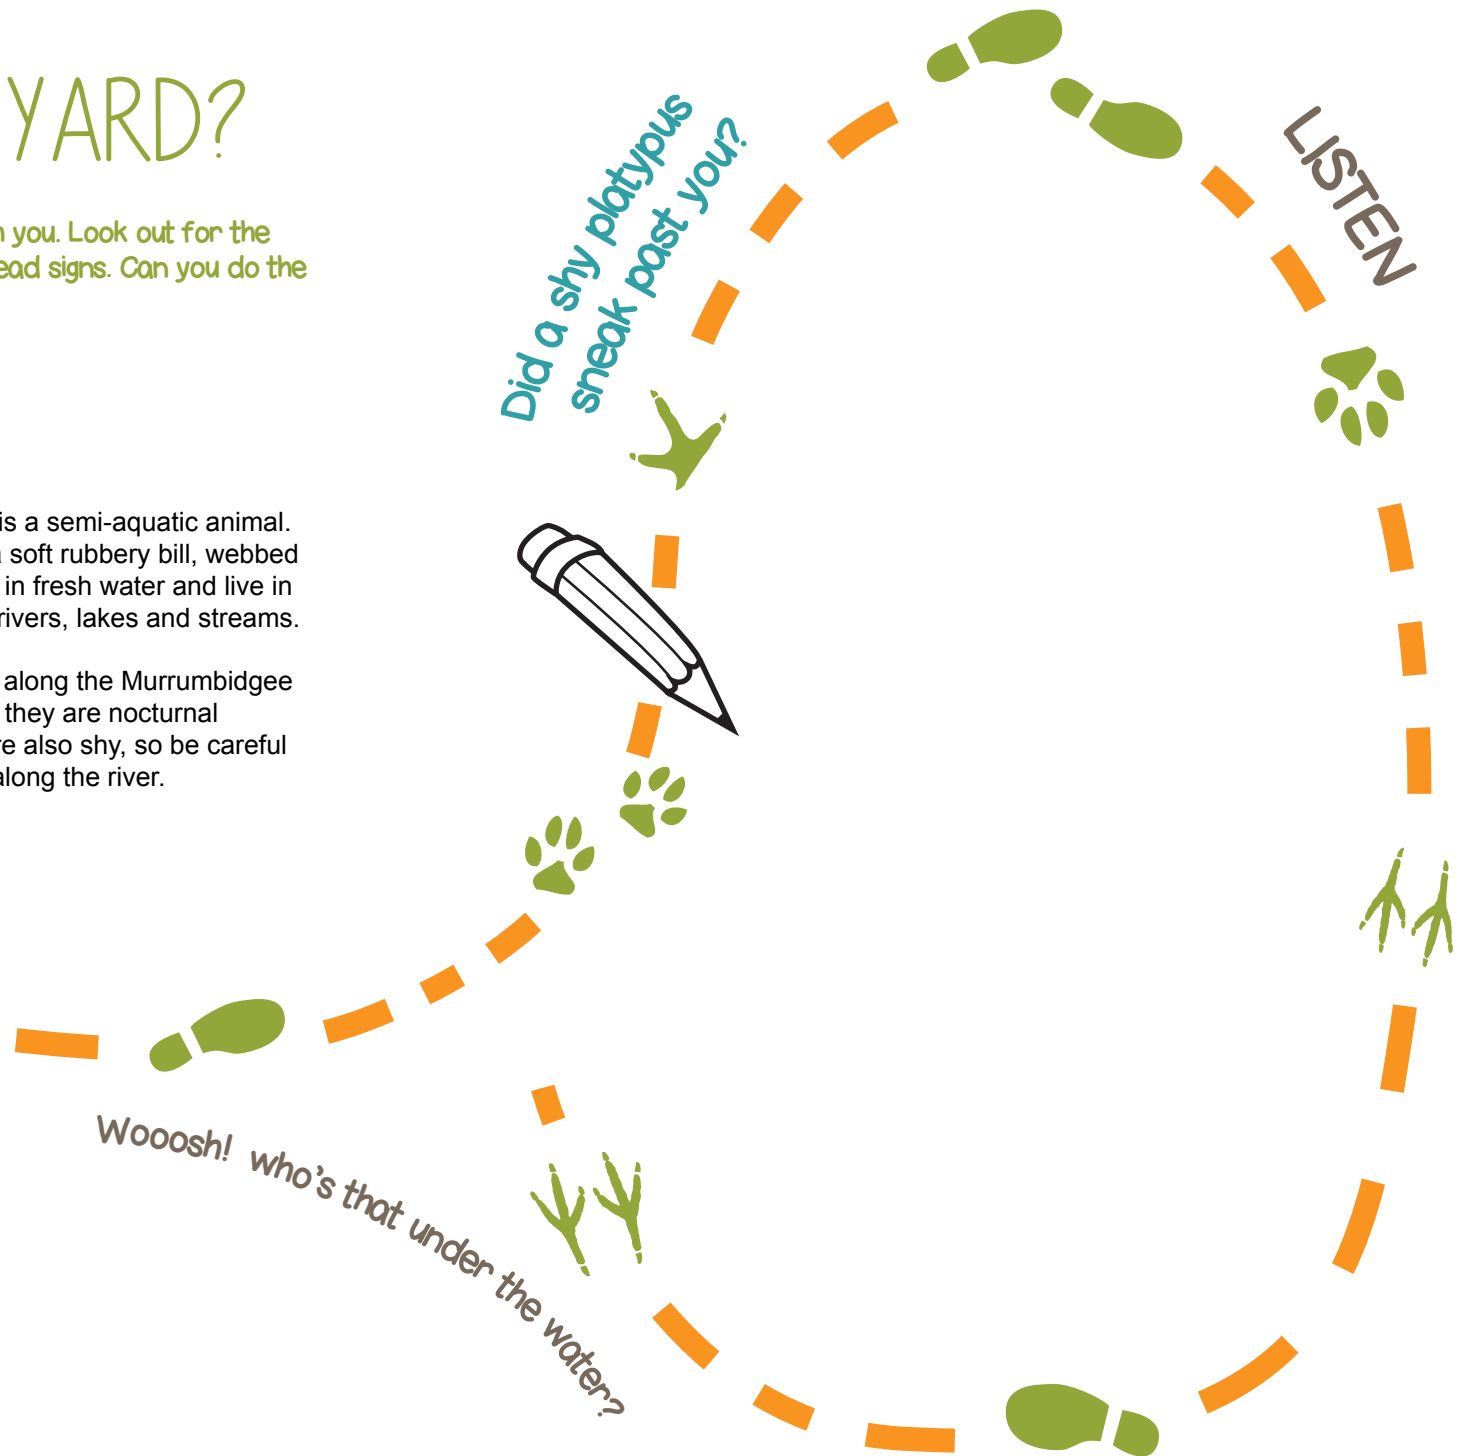 YARD?
n you. Look out for the
ead signs. Can you do the
is a semi-aquatic animal.
a soft rubbery bill, webbed
in fresh water and live in
rivers, lakes and streams.
along the Murrumbidgee
they are nocturnal
re also shy, so be careful
along the river.
Did a shy platypus
sneak past you?
LISTEN
Wooosh! who's that under the water?